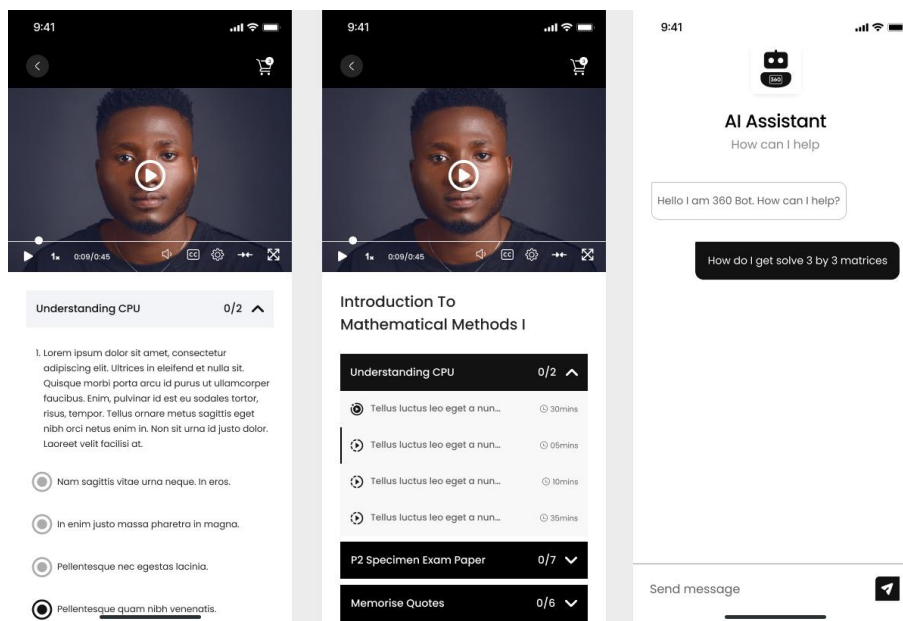 9:41
3
1x 0:09/0:45 CC
Understanding CPU 0/2
1. Lorem ipsum dolor sit amet, consectetur
adipiscing elit. Ultrices in eleifend et nulla sit.
Quisque morbi porta arcu id purus ut ullamcorper
faucibus. Enim, pulvinar id est eu sodales tortor,
risus, tempor. Tellus ornare metus sagittis eget
nibh orci netus enim in. Non sit urna id justo dolor.
Laoreet velit facilisi at.
Nam sagittis vitae urna neque. In eros.
In enim justo massa pharetra in magna.
Pellentesque nec egestas lacinia.
Pellentesque quam nibh venenatis.
9:41
3
1x 0:09/0:45 CC
Introduction To
Mathematical Methods I
Understanding CPU 0/2
Tellus luctus leo eget a nun... 30mins
Tellus luctus leo eget a nun... 05mins
Tellus luctus leo eget a nun... 10mins
Tellus luctus leo eget a nun... 35mins
P2 Specimen Exam Paper 0/7
Memorise Quotes 0/6
9:41
360
AI Assistant
How can I help
Hello I am 360 Bot. How can I help?
How do I get solve 3 by 3 matrices
Send message